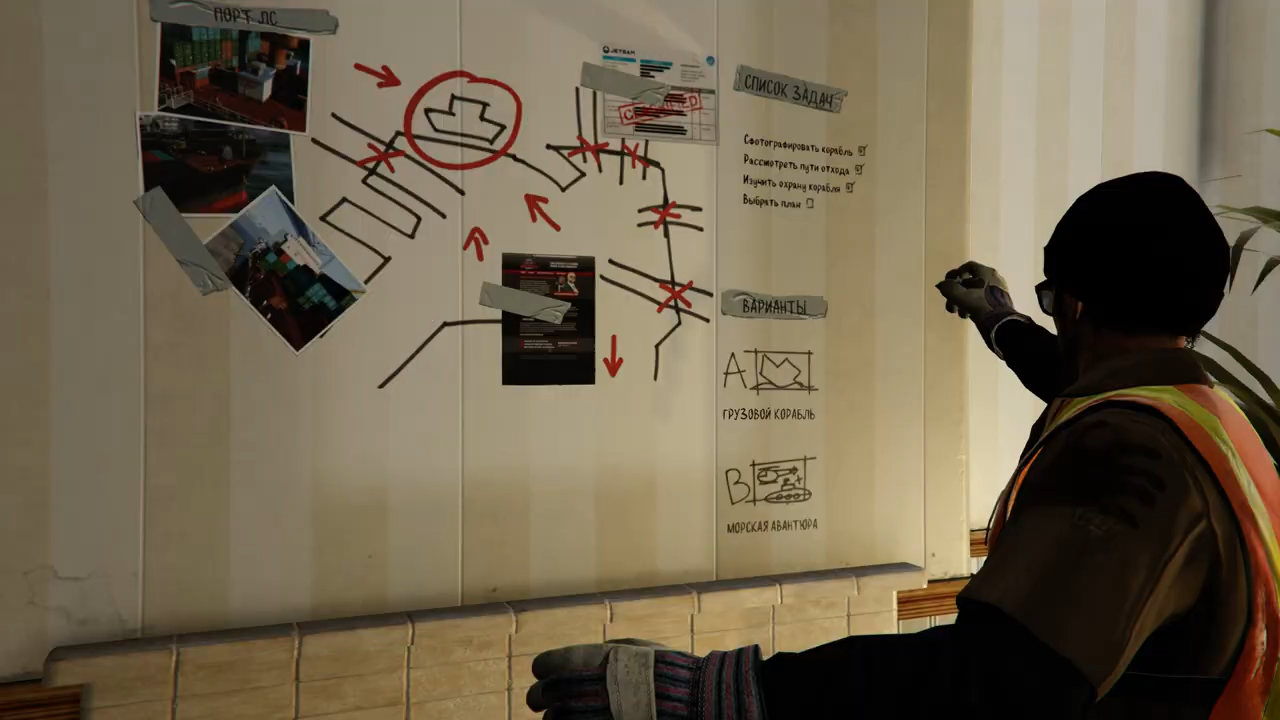 ПОРТ ЛС
JETSAM
СПИСОК ЗАДАЧ
Сфотографировать корабль
Рассмотреть пути отхода
Изучить охрану корабля
Выбрать план
ВАРИАНТЫ
A
ГРУЗОВОЙ КОРАБЛЬ
B
МОРСКАЯ АВАНТЮРА